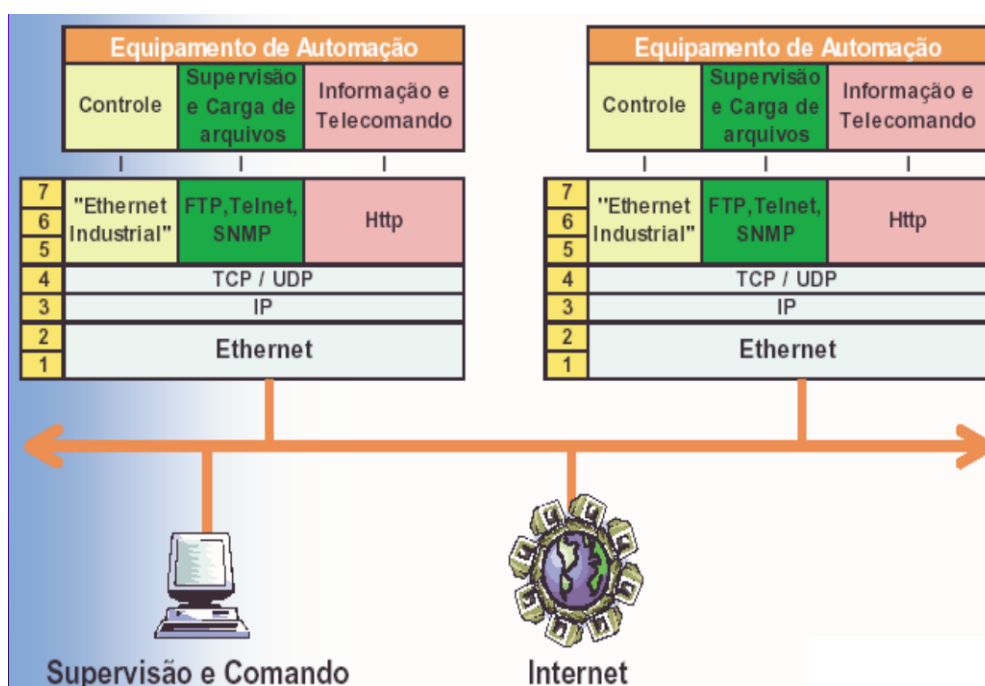 Equipamento de Automação
Controle
Supervisão
e Carga de
arquivos
Informação e
Telecomando
7
6
5
"Ethernet
Industrial"
FTP,Telnet,
SNMP
Http
4
TCP / UDP
3
IP
2
1
Ethernet
Equipamento de Automação
Controle
Supervisão
e Carga de
arquivos
Informação e
Telecomando
7
6
5
"Ethernet
Industrial"
FTP,Telnet,
SNMP
Http
4
TCP / UDP
3
IP
2
1
Ethernet
Supervisão e Comando
Internet